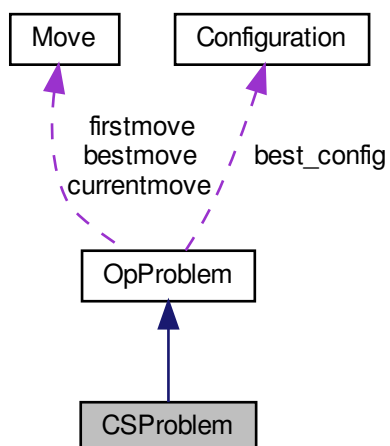 Move
Configuration
firstmove
bestmove
currentmove
best_config
OpProblem
CSProblem